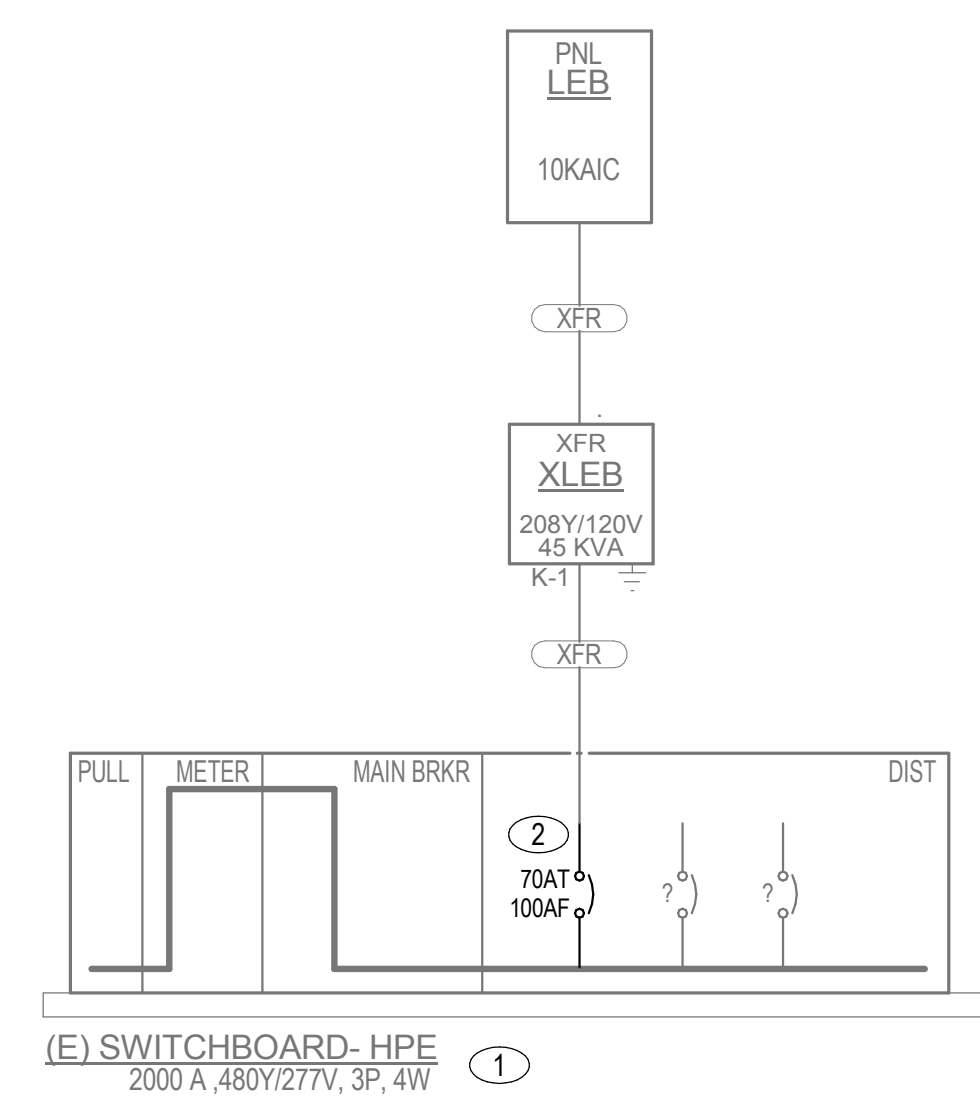 PNL
LEB
10KAIC
XFR
XFR
XLEB
208Y/120V
45 KVA
K-1
XFR
PULL
METER
MAIN BRKR
DIST
2
70AT
100AF
?
?
(E) SWITCHBOARD- HPE
1
2000 A ,480Y/277V, 3P, 4W